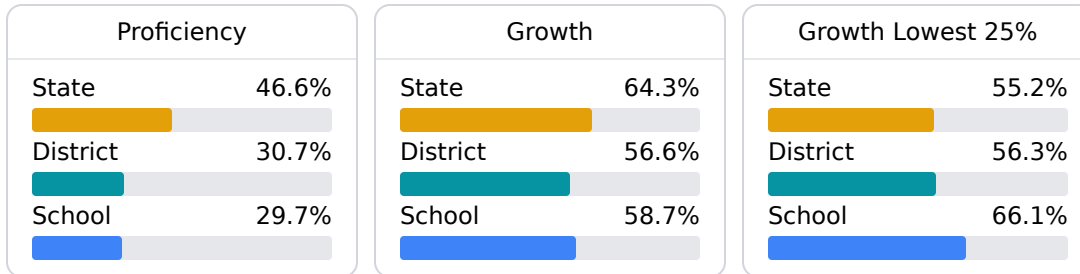 Proficiency
State 46.6%
District 30.7%
School 29.7%
Growth
State 64.3%
District 56.6%
School 58.7%
Growth Lowest 25%
State 55.2%
District 56.3%
School 66.1%